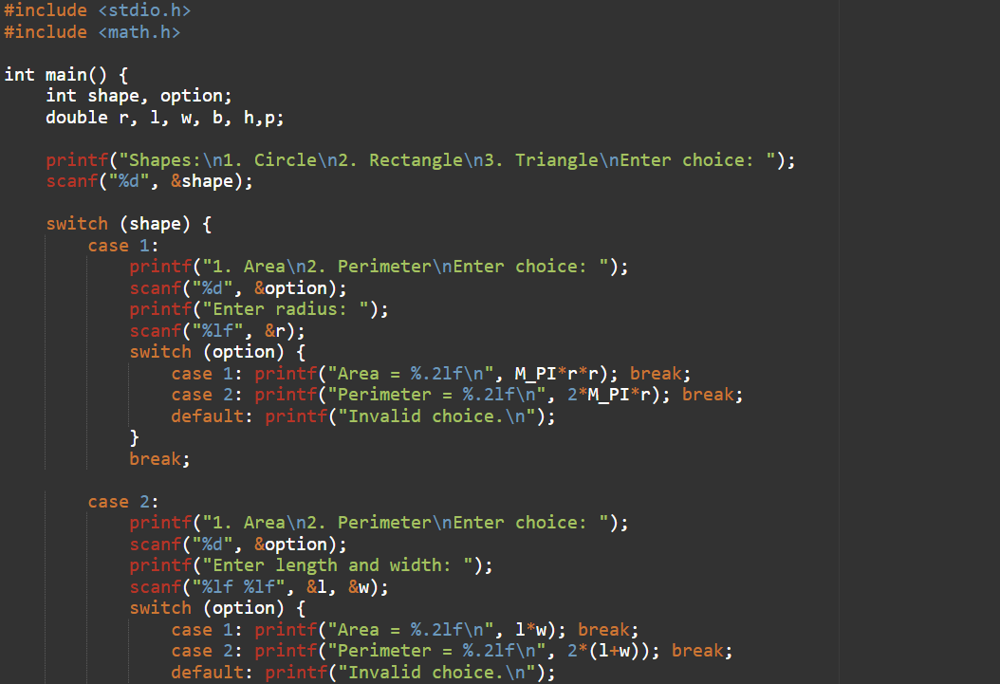 #include <stdio.h>
#include <math.h>

int main() {
    int shape, option;
    double r, l, w, b, h,p;

    printf("Shapes:\n1. Circle\n2. Rectangle\n3. Triangle\nEnter choice: ");
    scanf("%d", &shape);

    switch (shape) {
        case 1:
            printf("1. Area\n2. Perimeter\nEnter choice: ");
            scanf("%d", &option);
            printf("Enter radius: ");
            scanf("%lf", &r);
            switch (option) {
                case 1: printf("Area = %.2lf\n", M_PI*r*r); break;
                case 2: printf("Perimeter = %.2lf\n", 2*M_PI*r); break;
                default: printf("Invalid choice.\n");
            }
            break;

        case 2:
            printf("1. Area\n2. Perimeter\nEnter choice: ");
            scanf("%d", &option);
            printf("Enter length and width: ");
            scanf("%lf %lf", &l, &w);
            switch (option) {
                case 1: printf("Area = %.2lf\n", l*w); break;
                case 2: printf("Perimeter = %.2lf\n", 2*(l+w)); break;
                default: printf("Invalid choice.\n");